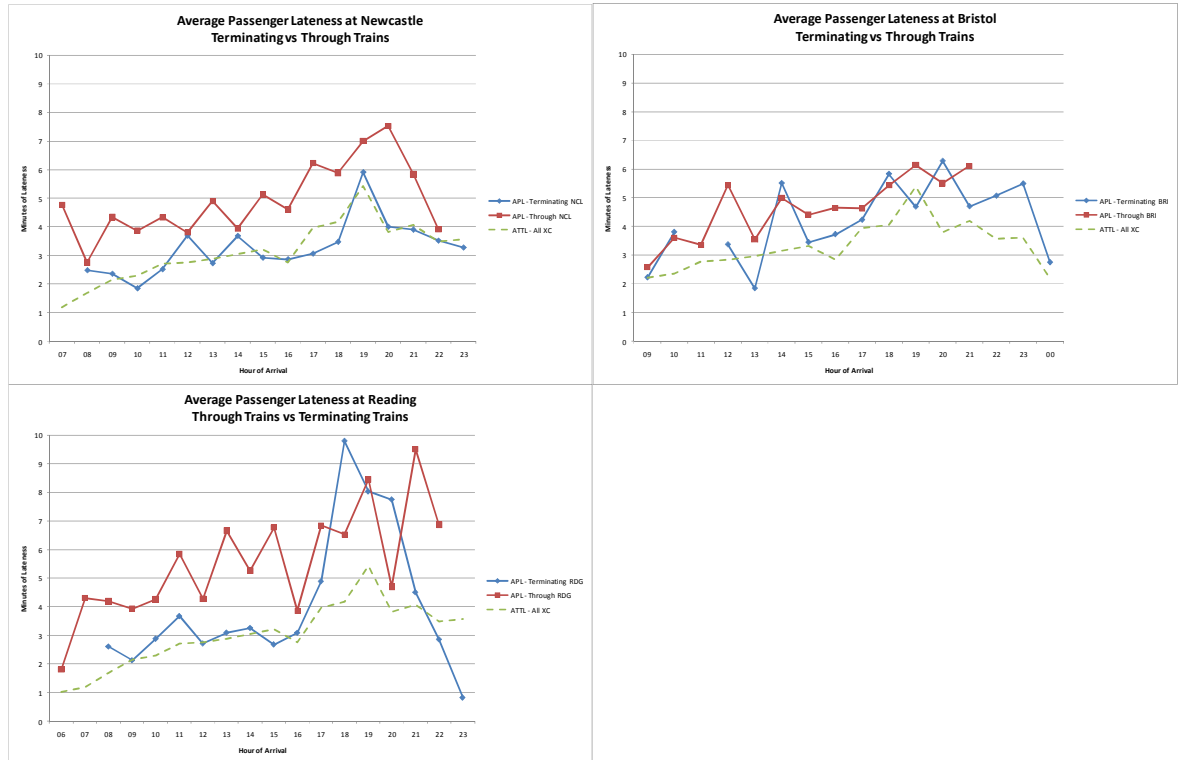 Average Passenger Lateness at Newcastle
Terminating vs Through Trains
10
9
8
7
6
5
4
3
2
1
0
Minutes of Lateness
07 08 09 10 11 12 13 14 15 16 17 18 19 20 21 22 23
Hour of Arrival
APL - Terminating NCL
APL - Through NCL
ATTL - All XC
Average Passenger Lateness at Bristol
Terminating vs Through Trains
10
9
8
7
6
5
4
3
2
1
0
Minutes of Lateness
09 10 11 12 13 14 15 16 17 18 19 20 21 22 23 00
Hour of Arrival
APL - Terminating BRI
APL - Through BRI
ATTL - All XC
Average Passenger Lateness at Reading
Through Trains vs Terminating Trains
10
9
8
7
6
5
4
3
2
1
0
Minutes of Lateness
06 07 08 09 10 11 12 13 14 15 16 17 18 19 20 21 22 23
Hour of Arrival
APL - Terminating RDG
APL - Through RDG
ATTL - All XC